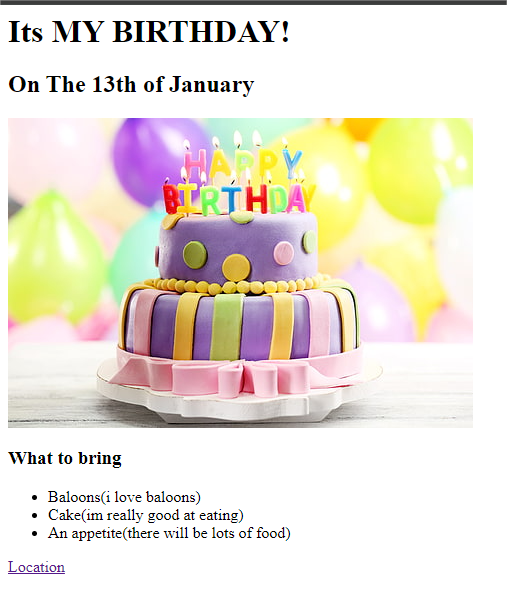 Its MY BIRTHDAY!
On The 13th of January
HAPPY
BIRTHDAY
What to bring
Baloons(i love baloons)
Cake(im really good at eating)
An appetite(there will be lots of food)
Location